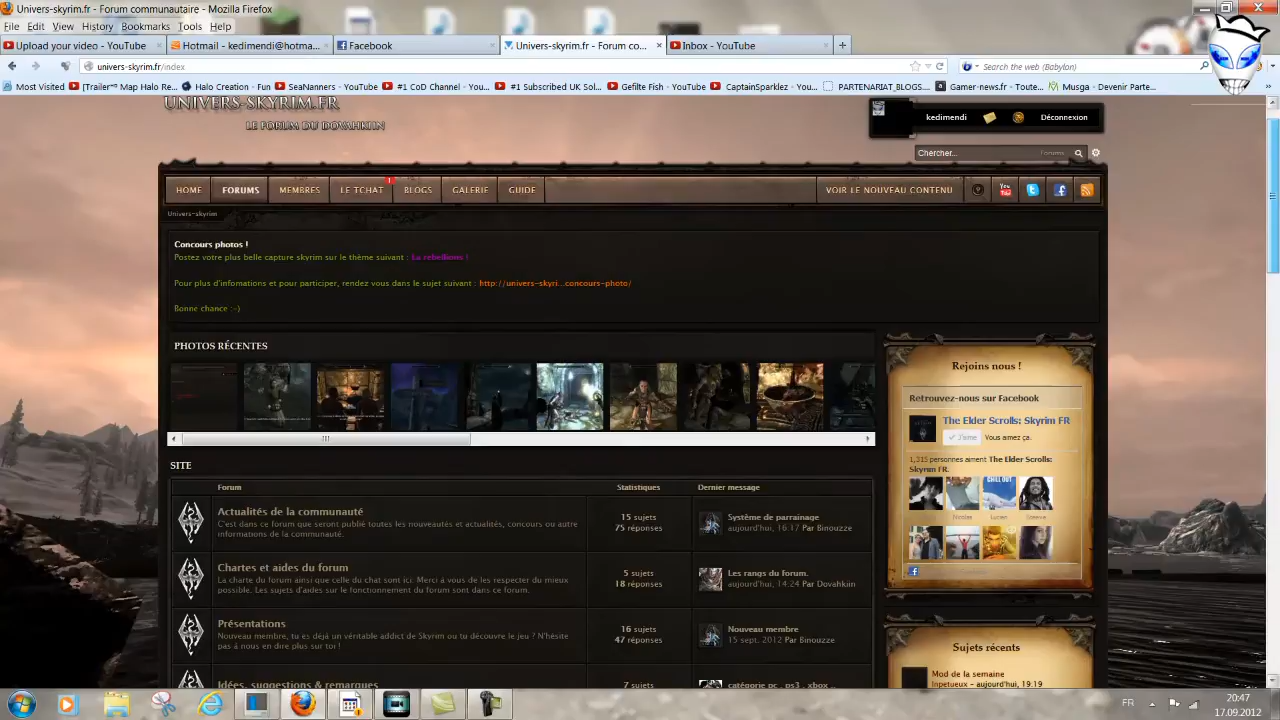 Univers-skyrim.fr - Forum communautaire - Mozilla Firefox
File Edit View History Bookmarks Tools Help
Upload your video - YouTube
Hotmail - kedimendi@hotma...
Facebook
Univers-skyrim.fr - Forum co...
Inbox - YouTube
univers-skyrim.fr/index
Search the web (Babylon)
Most Visited
[Trailer™] Map Halo Re...
Halo Creation - Fun
SeaNanners - YouTube
#1 CoD Channel - You...
#1 Subscribed UK Sol...
Gefilte Fish - YouTube
CaptainSparklez - You...
PARTENARIAT_BLOGS...
Gamer-news.fr - Toute...
Musga - Devenir Parte...
UNIVERS-SKYRIM.FR
LE FORUM DU DOVAHKIIN
kedimendi
Déconnexion
Chercher...
Forums
HOME
FORUMS
MEMBRES
LE TCHAT
1
BLOGS
GALERIE
GUIDE
VOIR LE NOUVEAU CONTENU
Univers-skyrim
Concours photos !
Postez votre plus belle capture skyrim sur le thème suivant : La rebellions !
Pour plus d'infomations et pour participer, rendez vous dans le sujet suivant : http://univers-skyri...concours-photo/
Bonne chance :-)
PHOTOS RÉCENTES
Rejoins nous !
Retrouvez-nous sur Facebook
The Elder Scrolls: Skyrim FR
J'aime
Vous aimez ça.
1,315 personnes aiment The Elder Scrolls:
Skyrim FR.
Nicolas
Lucien
Steeve
SITE
Forum
Statistiques
Dernier message
Actualités de la communauté
C'est dans ce forum que seront publié toutes les nouveautés et actualités, concours ou autre
informations de la communauté.
15 sujets
75 réponses
Système de parrainage
aujourd'hui, 16:17 Par Binouzze
Chartes et aides du forum
La charte du forum ainsi que celle du chat sont ici. Merci à vous de les respecter du mieux
possible. Les sujets d'aides sur le fonctionnement du forum sont dans ce forum.
5 sujets
18 réponses
Les rangs du forum.
aujourd'hui, 14:24 Par Dovahkiin
Présentations
Nouveau membre, tu es déjà un véritable addict de Skyrim ou tu découvre le jeu ? N'hésite
pas à nous en dire plus sur toi !
16 sujets
47 réponses
Nouveau membre
15 sept. 2012 Par Binouzze
Idées, suggestions & remarques
7 sujets
catégorie pc , ps3 , xbox ...
Sujets récents
Mod de la semaine
Inpetueux - aujourd'hui, 19:19
FR
20:47
17.09.2012